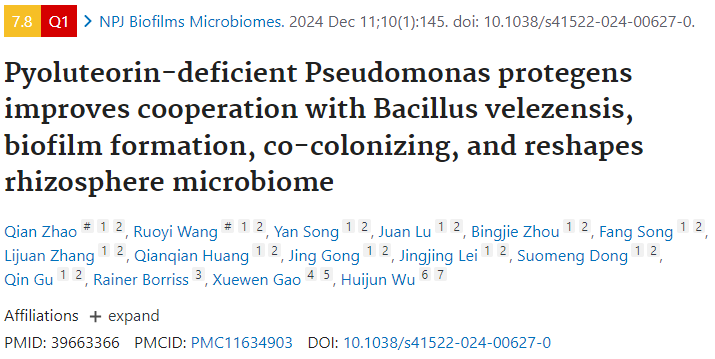 7.8 Q1 > NPJ Biofilms Microbiomes. 2024 Dec 11;10(1):145. doi: 10.1038/s41522-024-00627-0.
Pyoluteorin-deficient Pseudomonas protegens
improves cooperation with Bacillus velezensis,
biofilm formation, co-colonizing, and reshapes
rhizosphere microbiome
Qian Zhao # 1 2, Ruoyi Wang # 1 2, Yan Song 1 2, Juan Lu 1 2, Bingjie Zhou 1 2, Fang Song 1 2,
Lijuan Zhang 1 2, Qianqian Huang 1 2, Jing Gong 1 2, Jingjing Lei 1 2, Suomeng Dong 1 2,
Qin Gu 1 2, Rainer Borriss 3, Xuewen Gao 4 5, Huijun Wu 6 7
Affiliations + expand
PMID: 39663366 PMCID: PMC11634903 DOI: 10.1038/s41522-024-00627-0